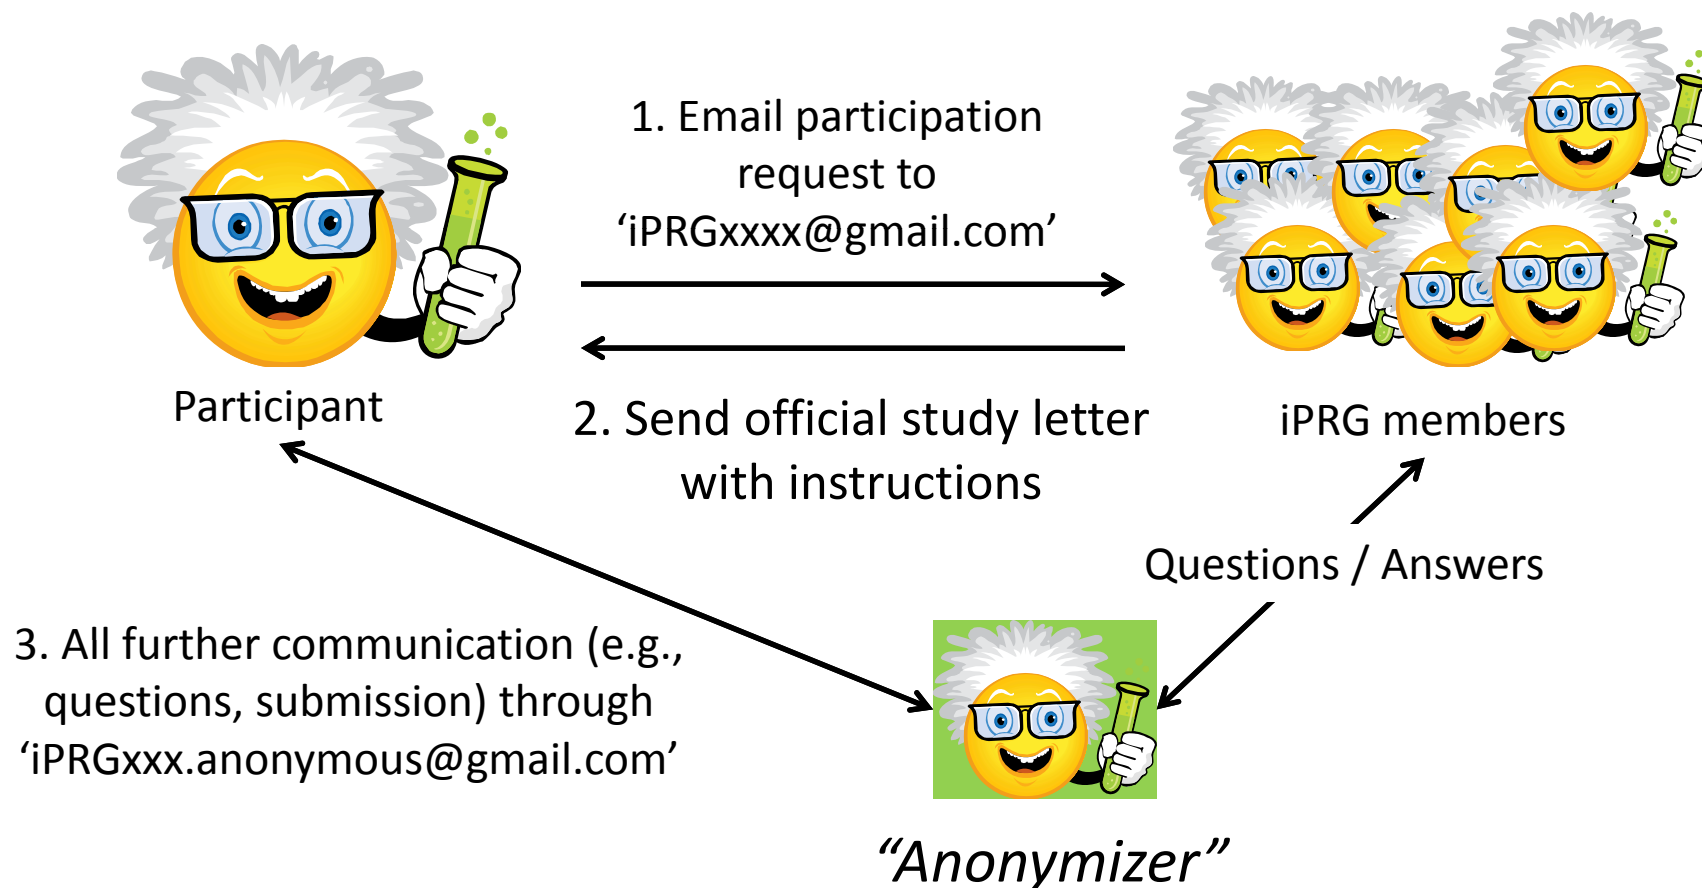 1. Email participation
request to
‘iPRGxxxx@gmail.com’
Participant
2. Send official study letter
with instructions
iPRG members
Questions / Answers
3. All further communication (e.g.,
questions, submission) through
‘iPRGxxx.anonymous@gmail.com’
“Anonymizer”